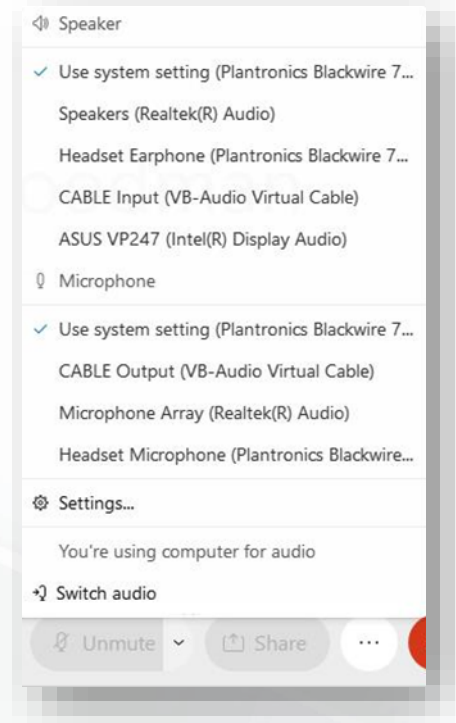 Speaker
Use system setting (Plantronics Blackwire 7...
Speakers (Realtek(R) Audio)
Headset Earphone (Plantronics Blackwire 7...
CABLE Input (VB-Audio Virtual Cable)
ASUS VP247 (Intel(R) Display Audio)
Microphone
Use system setting (Plantronics Blackwire 7...
CABLE Output (VB-Audio Virtual Cable)
Microphone Array (Realtek(R) Audio)
Headset Microphone (Plantronics Blackwire...
Settings...
You're using computer for audio
Switch audio
Unmute Share ...